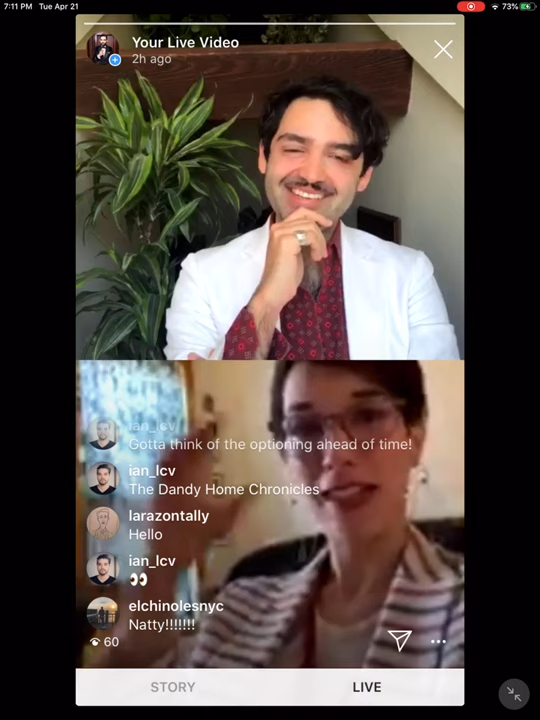 7:11 PM Tue Apr 21
73%
Your Live Video
2h ago
ian_lcv
Gotta think of the optioning ahead of time!
ian_lcv
The Dandy Home Chronicles
larazontally
Hello
ian_lcv
👀
elchinolesnyc
Natty!!!!!!!
60
STORY LIVE